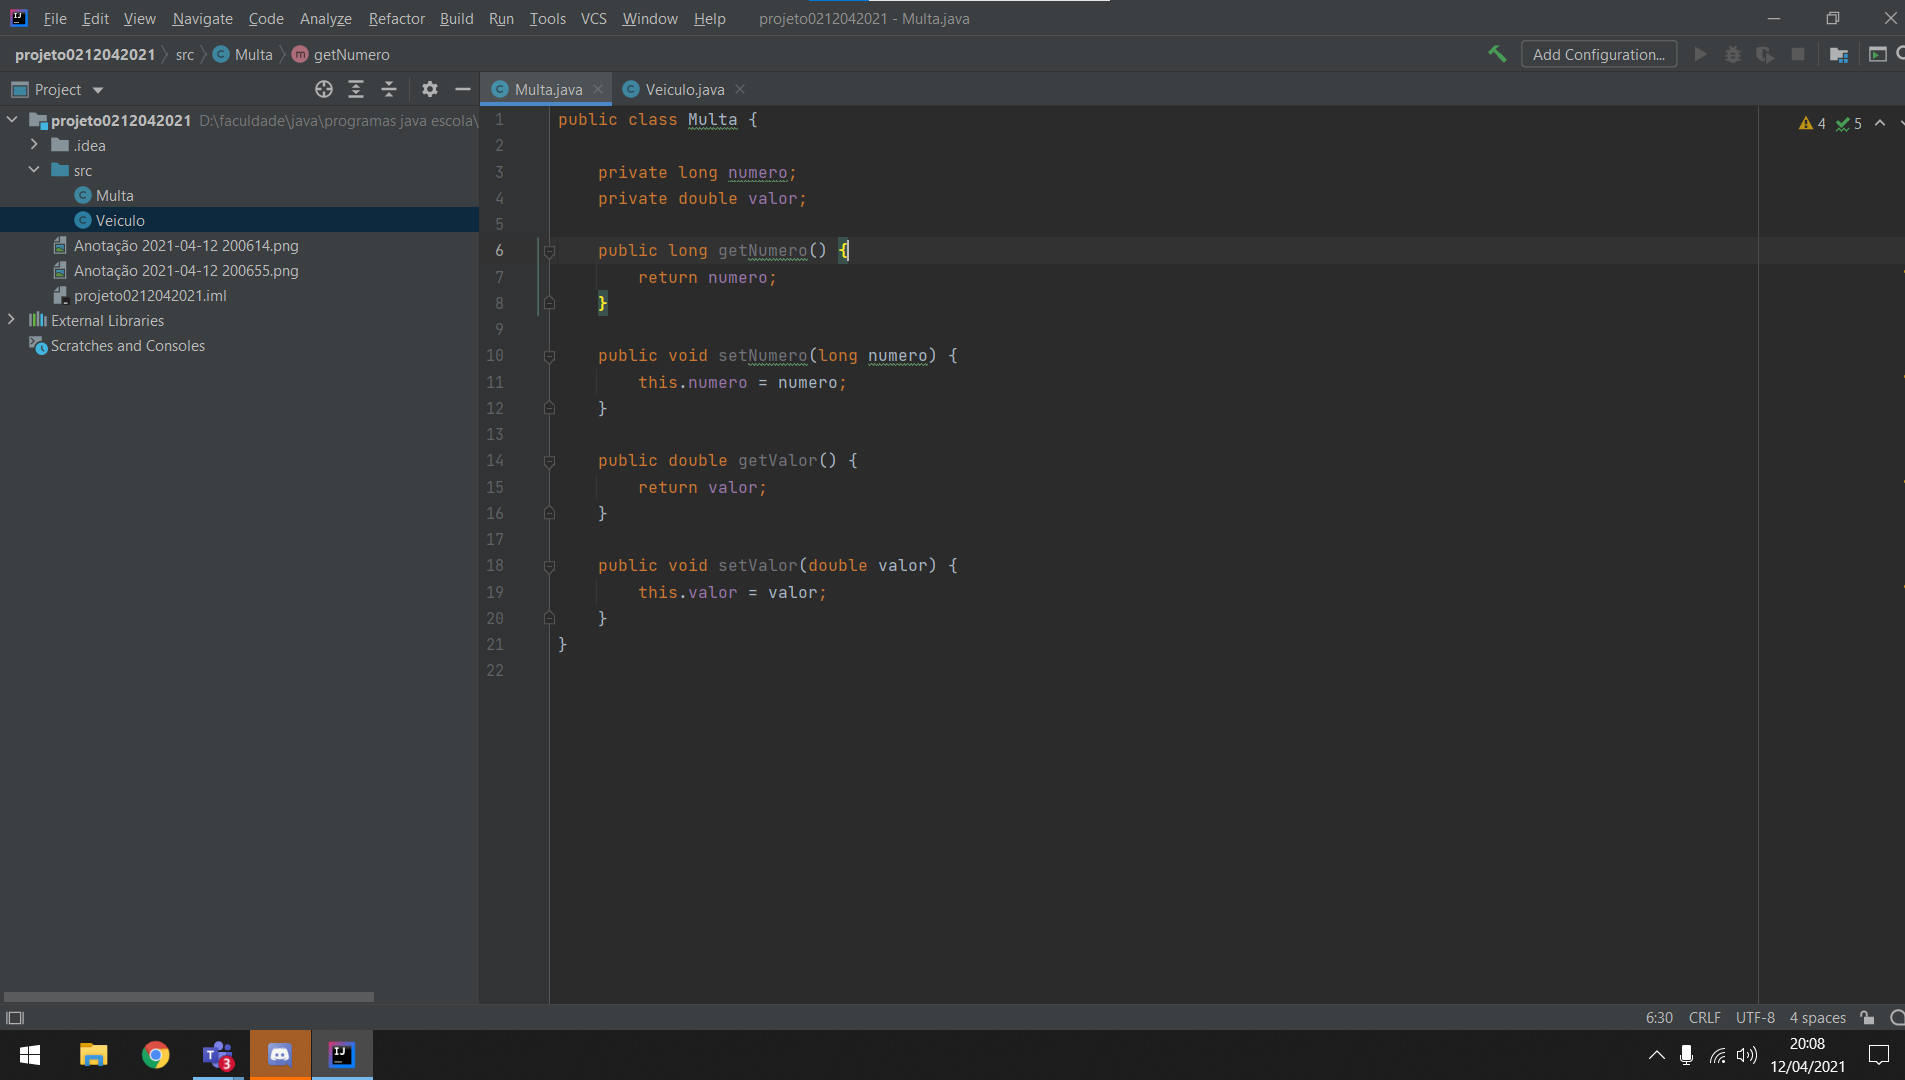 File Edit View Navigate Code Analyze Refactor Build Run Tools VCS Window Help projeto0212042021 - Multa.java
projeto0212042021 src Multa getNumero Add Configuration...
Project Multa.java Veiculo.java
projeto0212042021 D:\faculdade\java\programas java escola\
.idea
src
Multa
Veiculo
Anotação 2021-04-12 200614.png
Anotação 2021-04-12 200655.png
projeto0212042021.iml
External Libraries
Scratches and Consoles
4 5
1 public class Multa {
2
3 private long numero;
4 private double valor;
5
6 public long getNumero() {
7 return numero;
8 }
9
10 public void setNumero(long numero) {
11 this.numero = numero;
12 }
13
14 public double getValor() {
15 return valor;
16 }
17
18 public void setValor(double valor) {
19 this.valor = valor;
20 }
21 }
22
6:30 CRLF UTF-8 4 spaces
3
20:08
12/04/2021